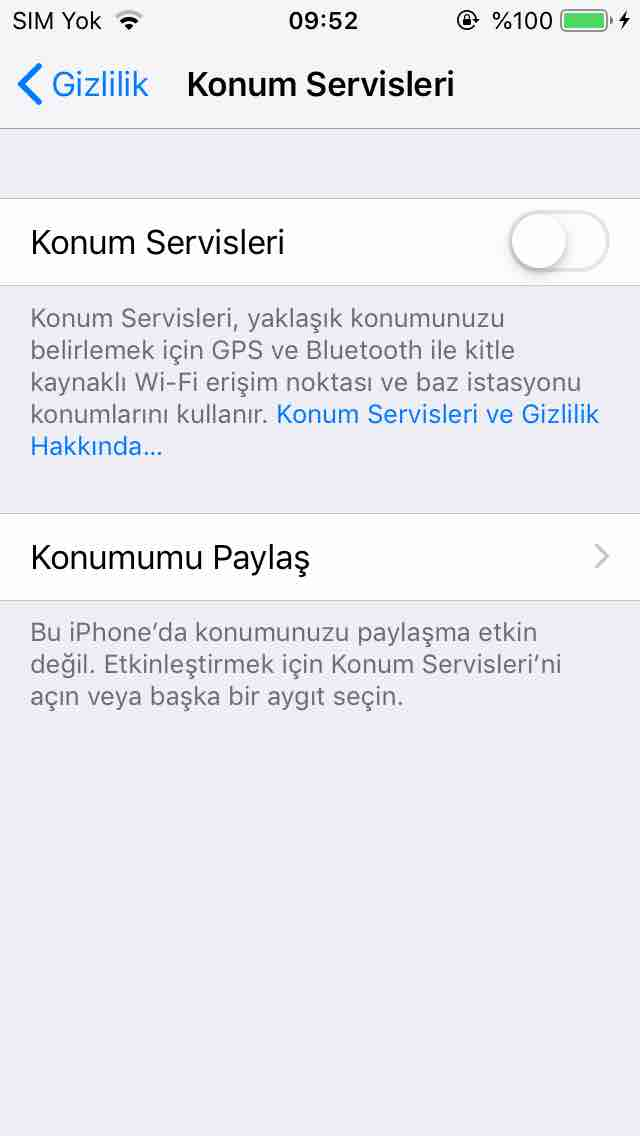 SIM Yok 09:52 %100
Gizlilik Konum Servisleri
Konum Servisleri
Konum Servisleri, yaklaşık konumunuzu
belirlemek için GPS ve Bluetooth ile kitle
kaynaklı Wi-Fi erişim noktası ve baz istasyonu
konumlarını kullanır. Konum Servisleri ve Gizlilik
Hakkında...
Konumumu Paylaş
Bu iPhone’da konumunuzu paylaşma etkin
değil. Etkinleştirmek için Konum Servisleri’ni
açın veya başka bir aygıt seçin.